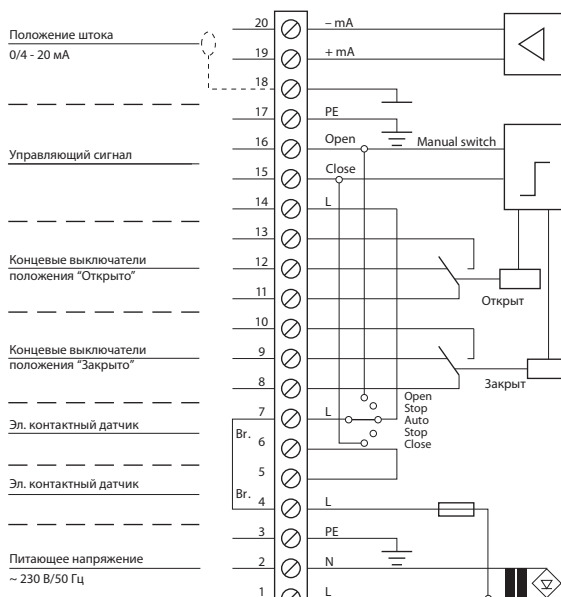 Положение штока
0/4 - 20 мА
Управляющий сигнал
Концевые выключатели
положения “Открыто”
Концевые выключатели
положения “Закрыто”
Эл. контактный датчик
Эл. контактный датчик
Питающее напряжение
~ 230 В/50 Гц
20 – mA
19 + mA
18
17 PE
16 Open Manual switch
15 Close
14 L
13
12
11
Открыт
10
9
8
Закрыт
7 L
Br.
6
5
Br.
4 L
3 PE
2 N
1 L
Open
Stop
Auto
Stop
Close